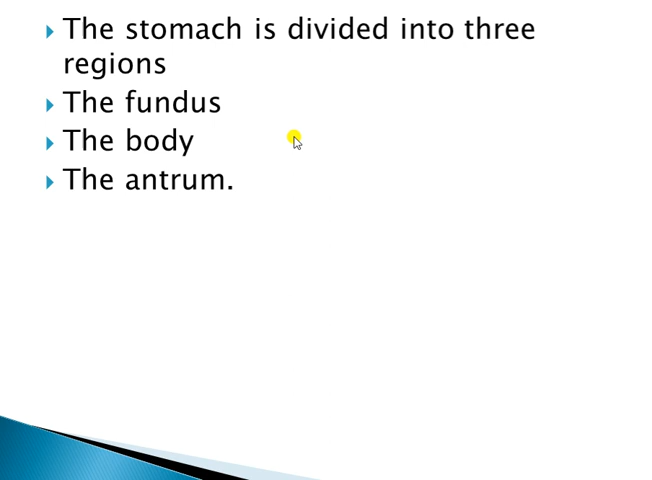 The stomach is divided into three
regions
The fundus
The body
The antrum.